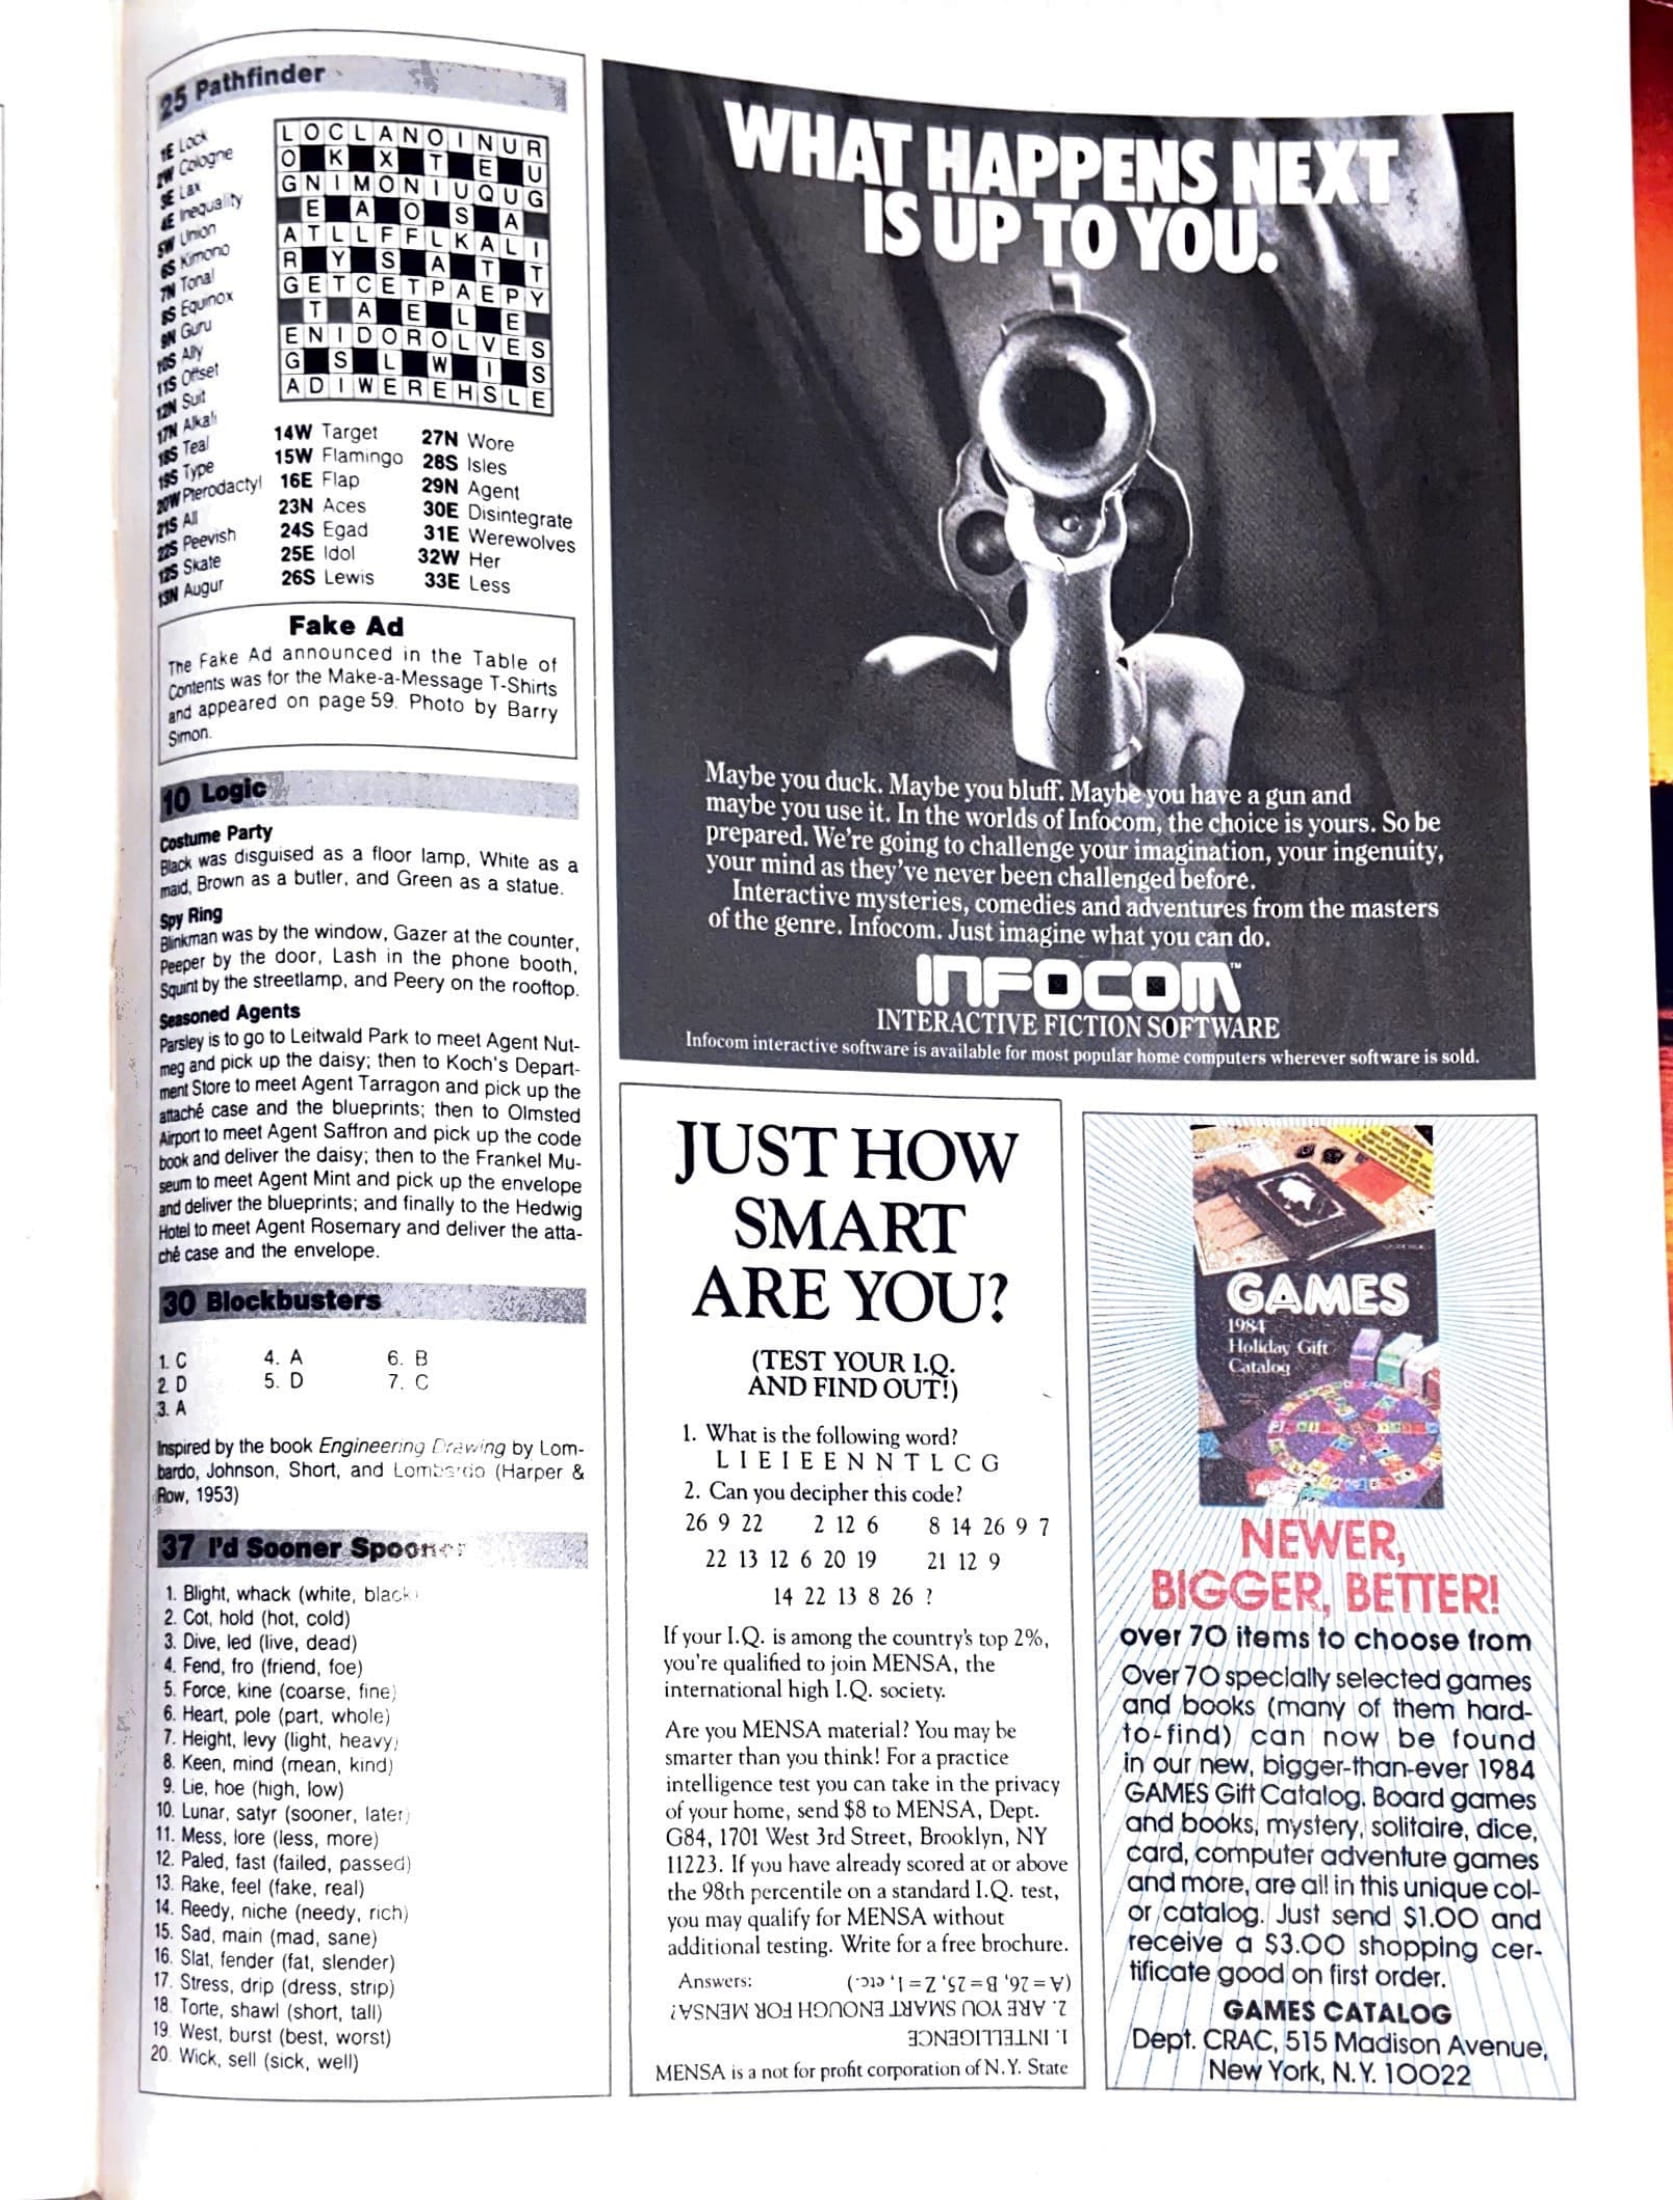 25 Pathfinder
1E Lock
2W Cologne
3E Lax
4E Inequality
5W Union
6S Kimono
7N Tonal
8S Equinox
9N Guru
10S Ally
11S Offset
12N Suit
17N Alkali
18S Teal
19S Type
20W Pterodactyl
21S All
22S Peevish
12S Skate
13N Augur
LOCLANOINUR
O K X T E U
GNIMONIUQUG
E A O S A
ATLLFFLKALI
R Y S A T T
GETCETPAEPY
T A E L E
ENIDOROLVES
G S L W I S
ADIWEREHSLE
14W Target
15W Flamingo
16E Flap
23N Aces
24S Egad
25E Idol
26S Lewis
27N Wore
28S Isles
29N Agent
30E Disintegrate
31E Werewolves
32W Her
33E Less
Fake Ad
The Fake Ad announced in the Table of
Contents was for the Make-a-Message T-Shirts
and appeared on page 59. Photo by Barry
Simon.
10 Logic
Costume Party
Black was disguised as a floor lamp, White as a
maid, Brown as a butler, and Green as a statue.
Spy Ring
Blinkman was by the window, Gazer at the counter,
Peeper by the door, Lash in the phone booth,
Squint by the streetlamp, and Peery on the rooftop.
Seasoned Agents
Parsley is to go to Leitwald Park to meet Agent Nut-
meg and pick up the daisy; then to Koch's Depart-
ment Store to meet Agent Tarragon and pick up the
attaché case and the blueprints; then to Olmsted
Airport to meet Agent Saffron and pick up the code
book and deliver the daisy; then to the Frankel Mu-
seum to meet Agent Mint and pick up the envelope
and deliver the blueprints; and finally to the Hedwig
Hotel to meet Agent Rosemary and deliver the atta-
ché case and the envelope.
30 Blockbusters
1. C 4. A 6. B
2. D 5. D 7. C
3. A
Inspired by the book Engineering Drawing by Lom-
bardo, Johnson, Short, and Lombardo (Harper &
Row, 1953)
37 I'd Sooner Spooner
1. Blight, whack (white, black)
2. Cot, hold (hot, cold)
3. Dive, led (live, dead)
4. Fend, fro (friend, foe)
5. Force, kine (coarse, fine)
6. Heart, pole (part, whole)
7. Height, levy (light, heavy)
8. Keen, mind (mean, kind)
9. Lie, hoe (high, low)
10. Lunar, satyr (sooner, later)
11. Mess, lore (less, more)
12. Paled, fast (failed, passed)
13. Rake, feel (fake, real)
14. Reedy, niche (needy, rich)
15. Sad, main (mad, sane)
16. Slat, fender (fat, slender)
17. Stress, drip (dress, strip)
18. Torte, shawl (short, tall)
19. West, burst (best, worst)
20. Wick, sell (sick, well)
WHAT HAPPENS NEXT
IS UP TO YOU.
Maybe you duck. Maybe you bluff. Maybe you have a gun and
maybe you use it. In the worlds of Infocom, the choice is yours. So be
prepared. We're going to challenge your imagination, your ingenuity,
your mind as they've never been challenged before.
Interactive mysteries, comedies and adventures from the masters
of the genre. Infocom. Just imagine what you can do.
INFOCOM™
INTERACTIVE FICTION SOFTWARE
Infocom interactive software is available for most popular home computers wherever software is sold.
JUST HOW
SMART
ARE YOU?
(TEST YOUR I.Q.
AND FIND OUT!)
1. What is the following word?
L I E I E E N N T L C G
2. Can you decipher this code?
26 9 22 2 12 6 8 14 26 9 7
22 13 12 6 20 19 21 12 9
14 22 13 8 26 ?
If your I.Q. is among the country's top 2%,
you're qualified to join MENSA, the
international high I.Q. society.
Are you MENSA material? You may be
smarter than you think! For a practice
intelligence test you can take in the privacy
of your home, send $8 to MENSA, Dept.
G84, 1701 West 3rd Street, Brooklyn, NY
11223. If you have already scored at or above
the 98th percentile on a standard I.Q. test,
you may qualify for MENSA without
additional testing. Write for a free brochure.
Answers:
1. INTELLIGENCE
2. ARE YOU SMART ENOUGH FOR MENSA?
(A=26, B=25, Z=1, etc.)
MENSA is a not for profit corporation of N.Y. State
GAMES
1984
Holiday Gift
Catalog
NEWER,
BIGGER, BETTER!
over 70 items to choose from
Over 70 specially selected games
and books (many of them hard-
to-find) can now be found
in our new, bigger-than-ever 1984
GAMES Gift Catalog. Board games
and books, mystery, solitaire, dice,
card, computer adventure games
and more, are all in this unique col-
or catalog. Just send $1.00 and
receive a $3.00 shopping cer-
tificate good on first order.
GAMES CATALOG
Dept. CRAC, 515 Madison Avenue,
New York, N.Y. 10022